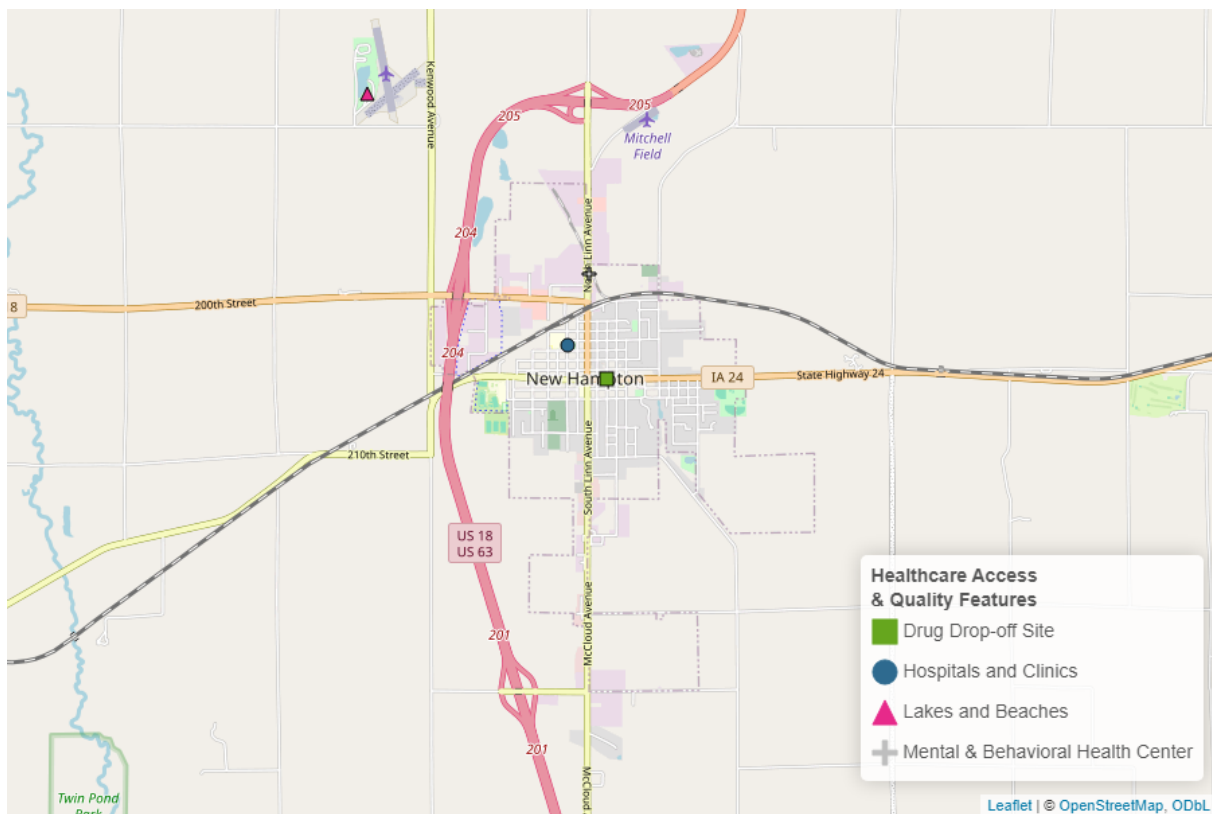 Kenwood Avenue
205
205
Mitchell
Field
North Linn Avenue
204
8
200th Street
204
New Hampton
IA 24
State Highway 24
210th Street
South Linn Avenue
US 18
US 63
McCloud Avenue
201
201
McCloud
Twin Pond
Park
Healthcare Access
& Quality Features
Drug Drop-off Site
Hospitals and Clinics
Lakes and Beaches
Mental & Behavioral Health Center
Leaflet | © OpenStreetMap, ODbL